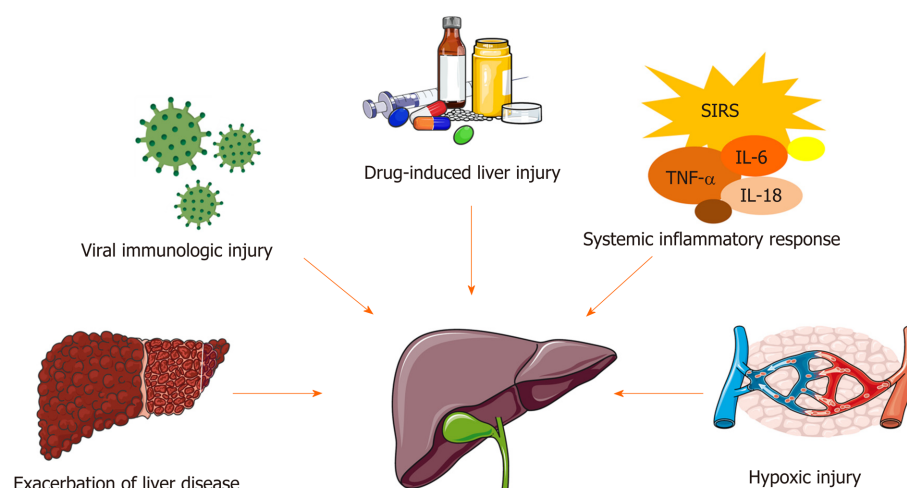 Drug-induced liver injury
Viral immunologic injury
SIRS
IL-6
TNF-α
IL-18
Systemic inflammatory response
Exacerbation of liver disease
Hypoxic injury